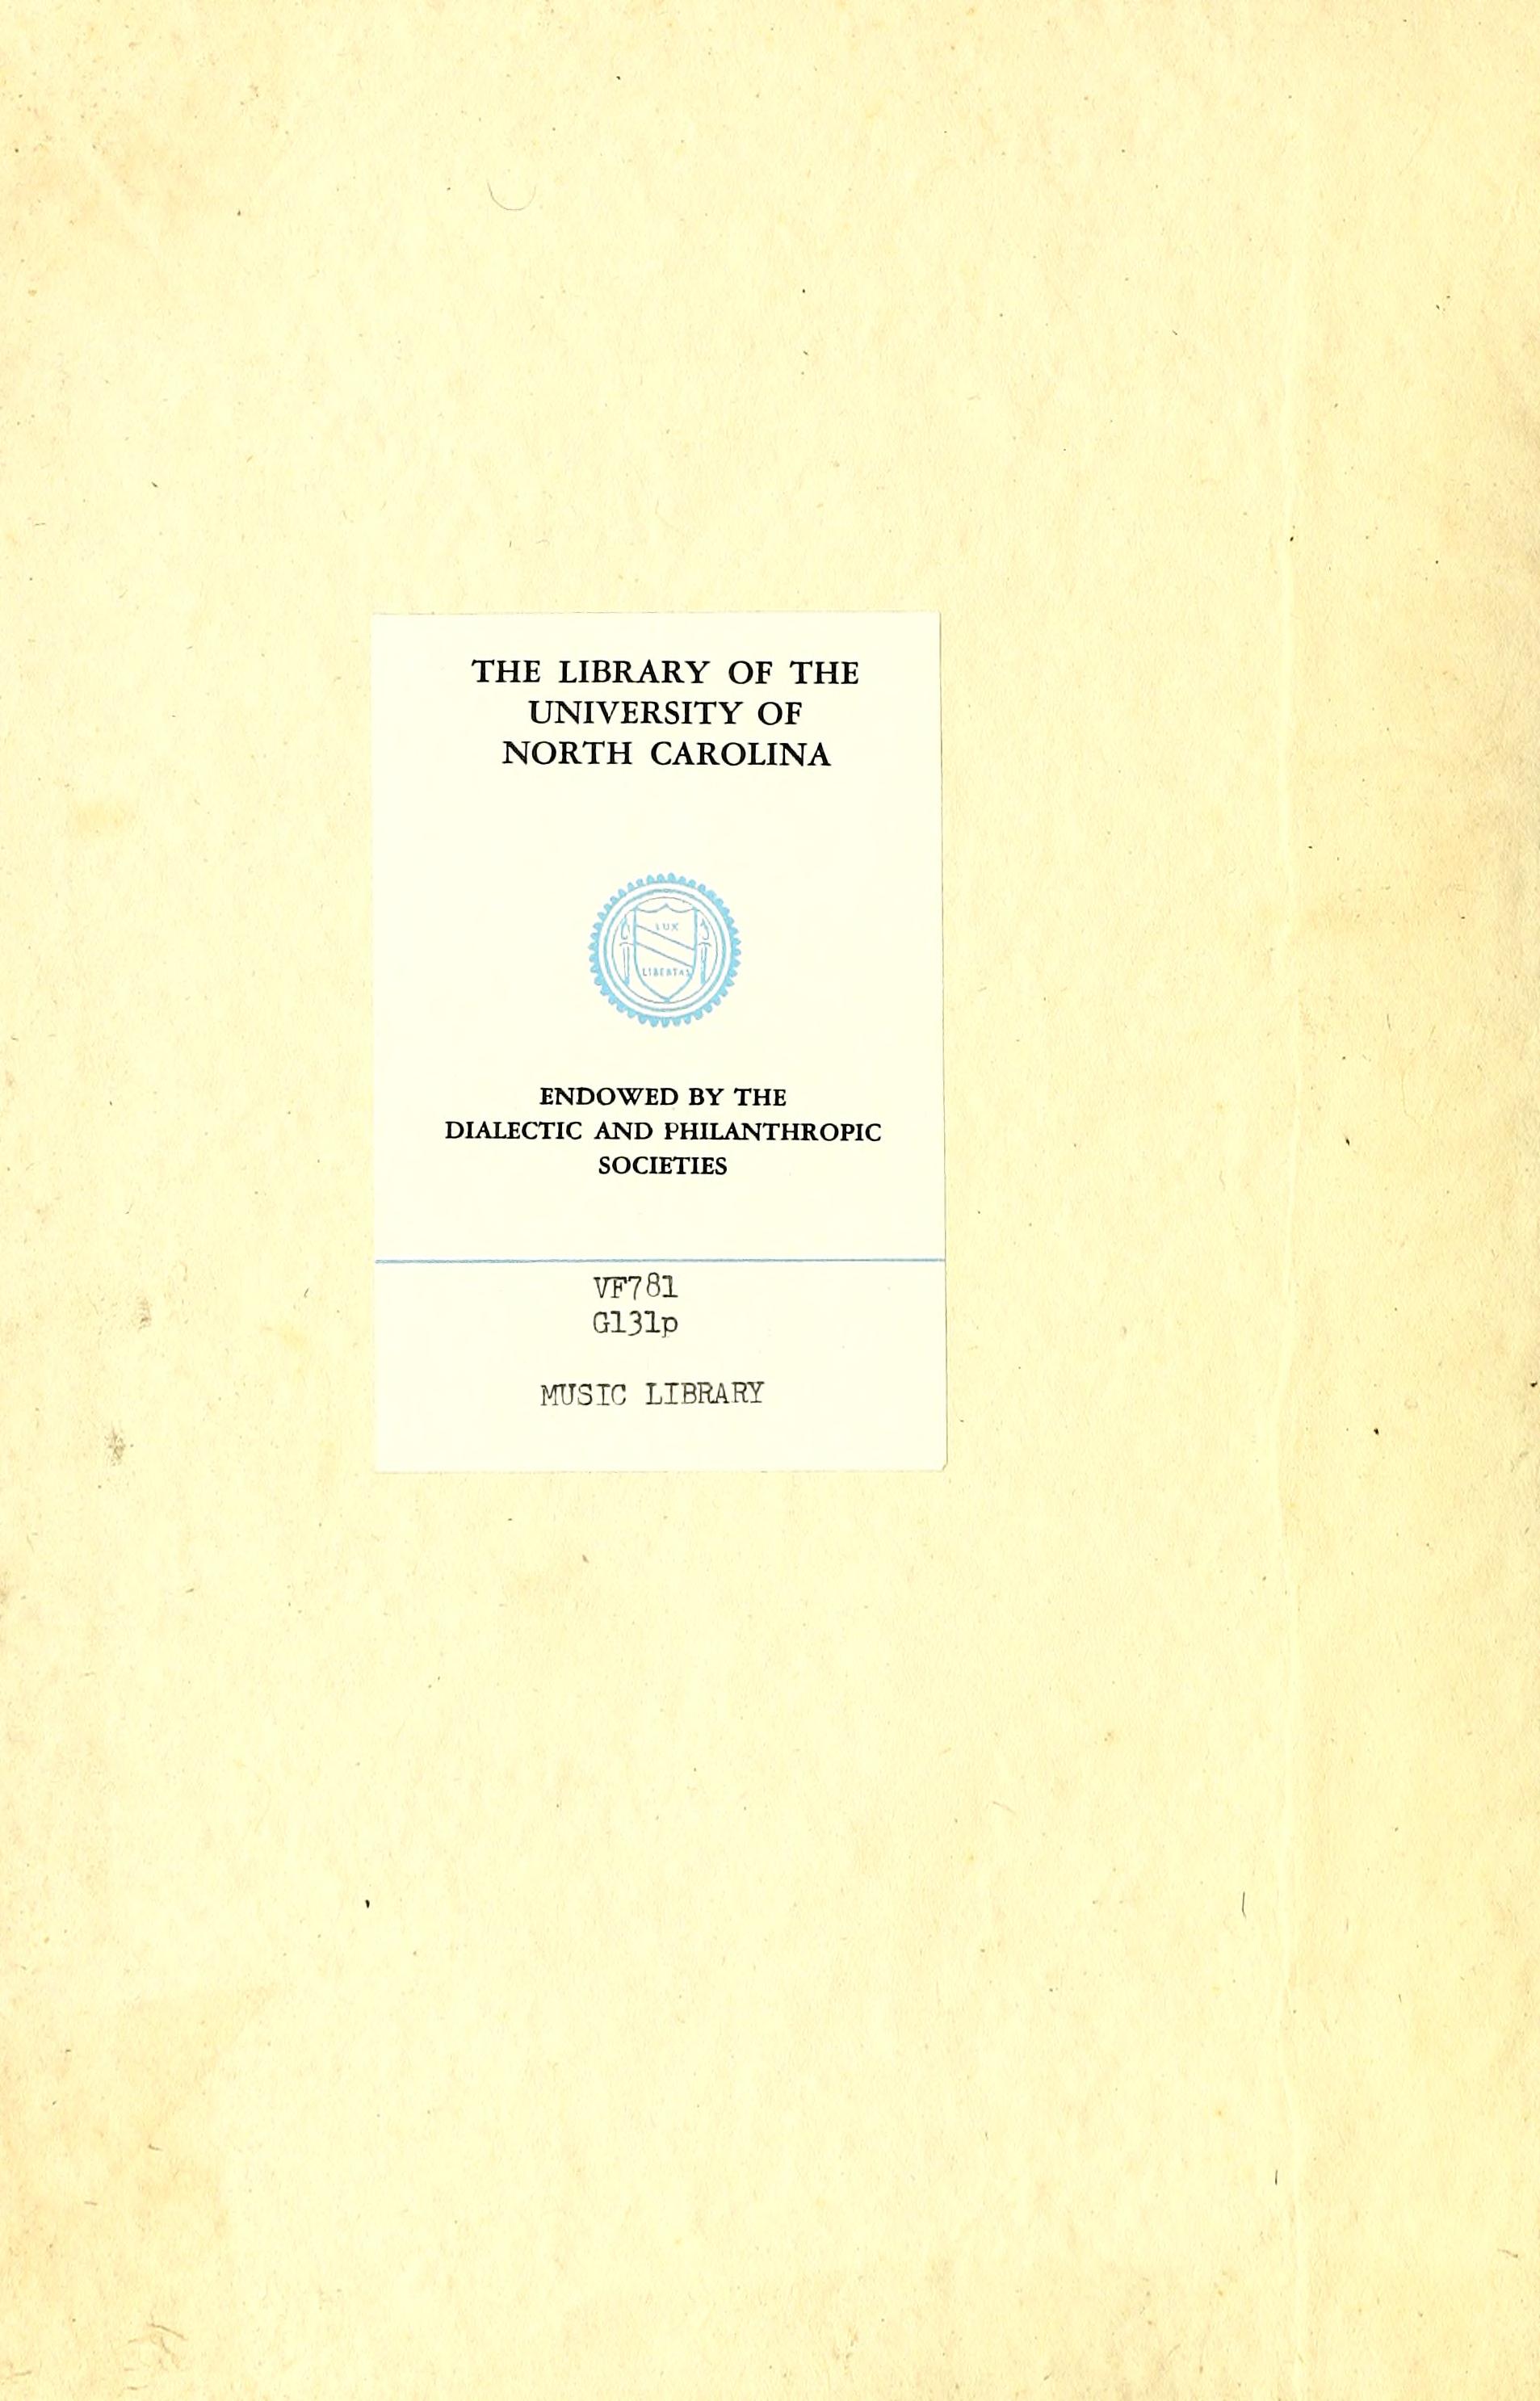 THE LIBRARY OF THE
UNIVERSITY OF
NORTH CAROLINA
LUX
LIBERTAS
ENDOWED BY THE
DIALECTIC AND PHILANTHROPIC
SOCIETIES
VF781
G131p
MUSIC LIBRARY